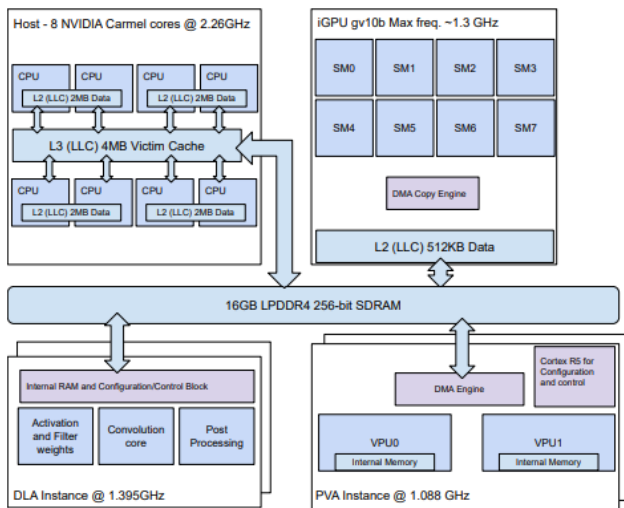 Host - 8 NVIDIA Carmel cores @ 2.26GHz
CPU
CPU
CPU
CPU
L2 (LLC) 2MB Data
L2 (LLC) 2MB Data
L3 (LLC) 4MB Victim Cache
CPU
CPU
CPU
CPU
L2 (LLC) 2MB Data
L2 (LLC) 2MB Data
iGPU gv10b Max freq. ~1.3 GHz
SM0
SM1
SM2
SM3
SM4
SM5
SM6
SM7
DMA Copy Engine
L2 (LLC) 512KB Data
16GB LPDDR4 256-bit SDRAM
Internal RAM and Configuration/Control Block
Activation
and Filter
weights
Convolution
core
Post
Processing
DLA Instance @ 1.395GHz
DMA Engine
Cortex R5 for
Configuration
and control
VPU0
Internal Memory
VPU1
Internal Memory
PVA Instance @ 1.088 GHz